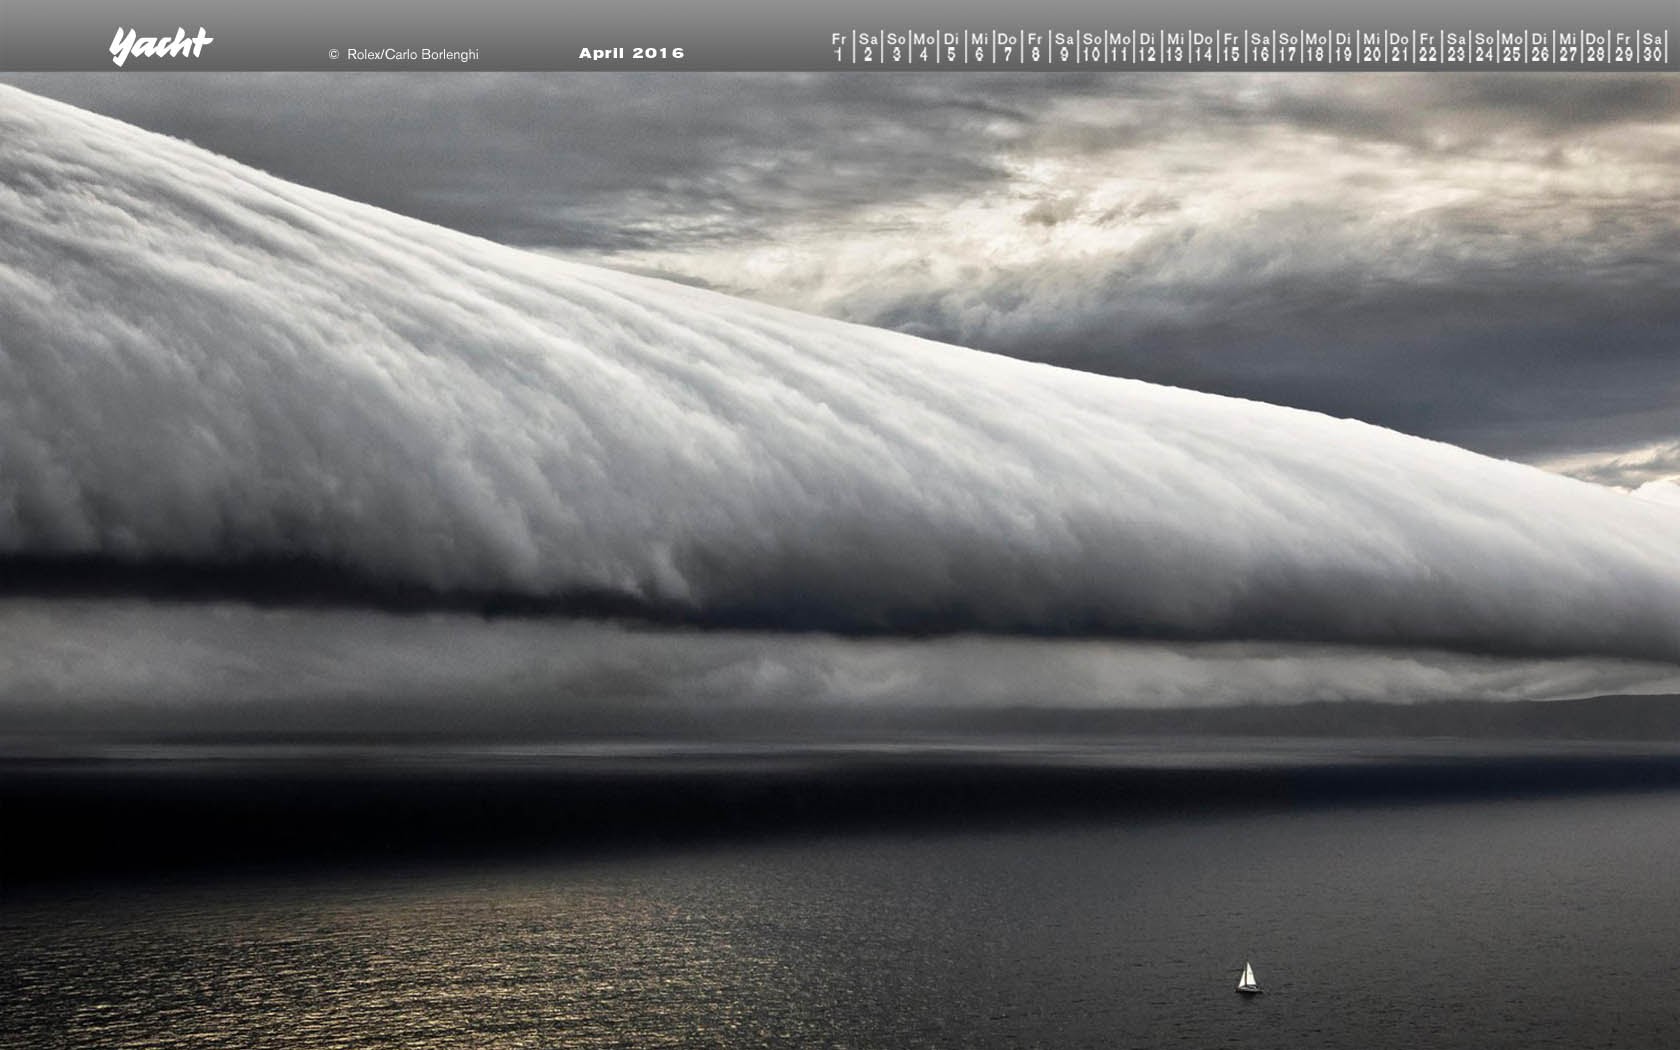 Yacht
© Rolex/Carlo Borlenghi
April 2016
Fr Sa So Mo Di Mi Do Fr Sa So Mo Di Mi Do Fr Sa So Mo Di Mi Do Fr Sa So Mo Di Mi Do Fr Sa
1 2 3 4 5 6 7 8 9 10 11 12 13 14 15 16 17 18 19 20 21 22 23 24 25 26 27 28 29 30